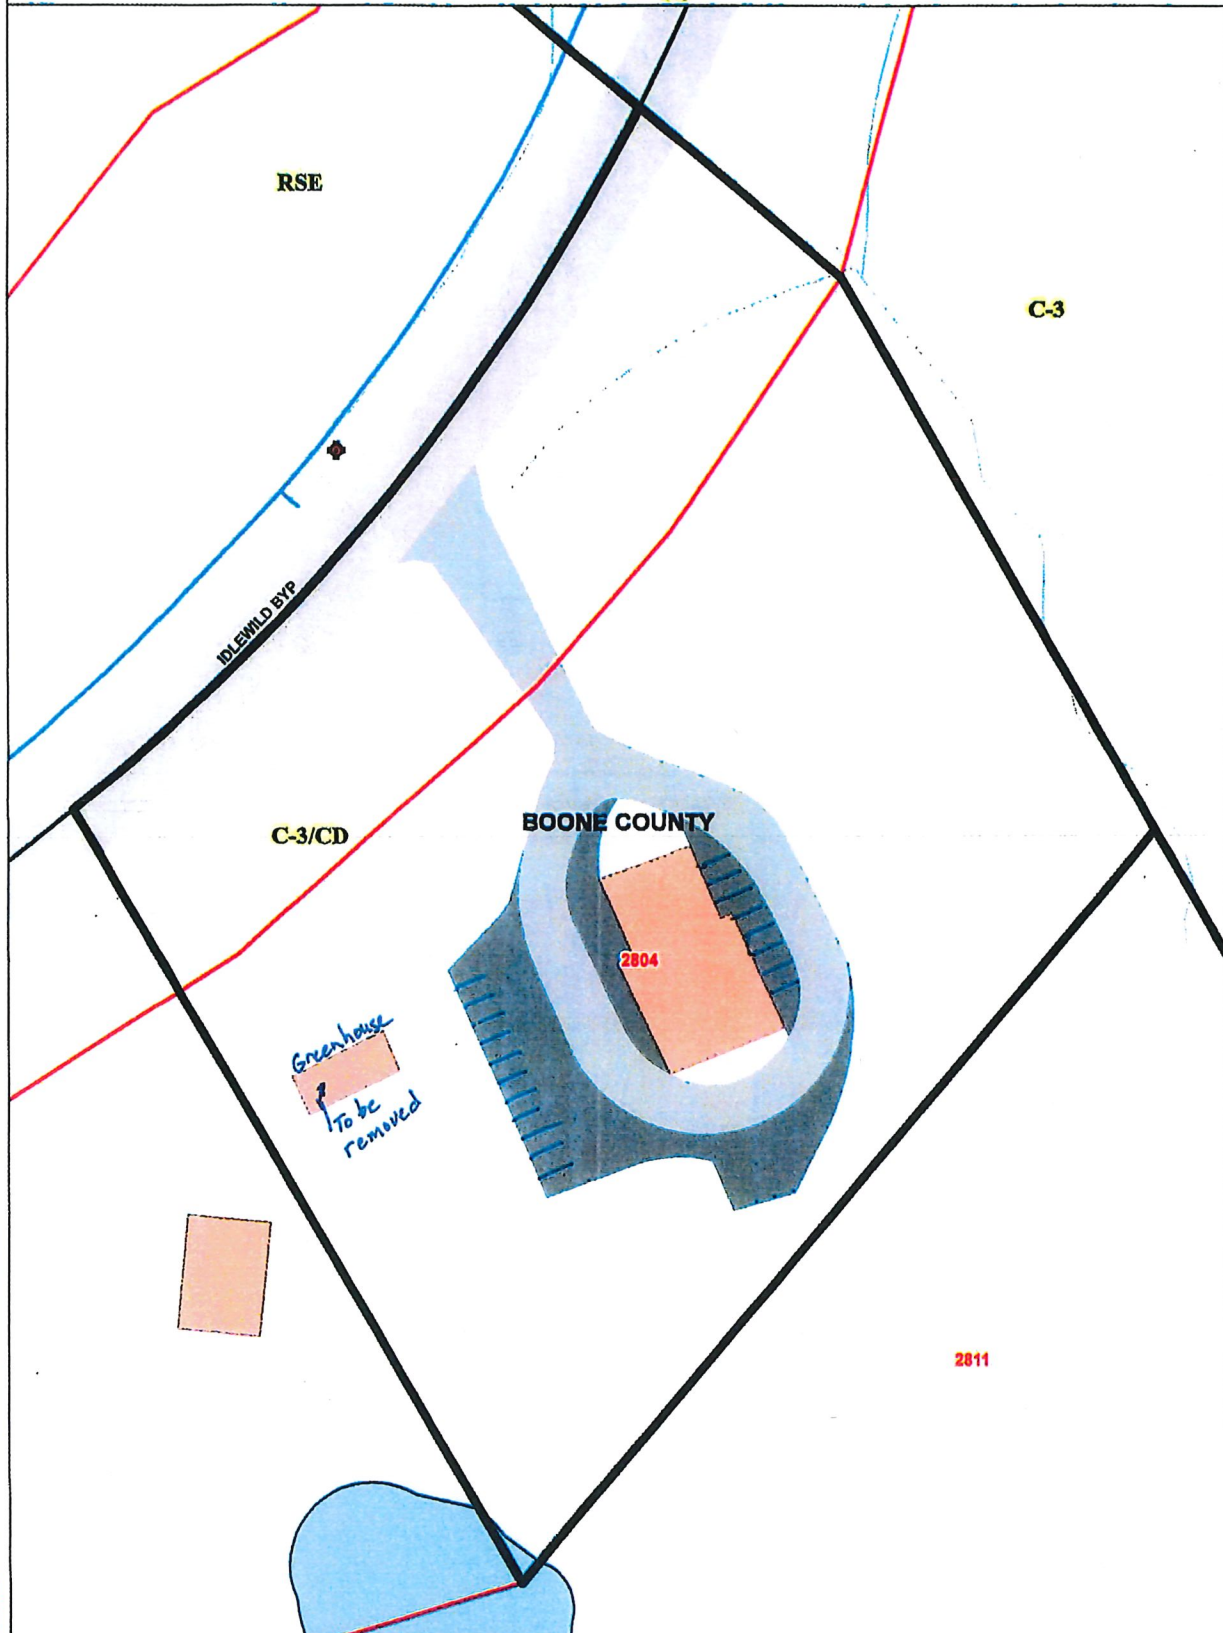 RSE
C-3
IDLEWILD BYP
C-3/CD
BOONE COUNTY
2804
Greenhouse
To be
removed
2811